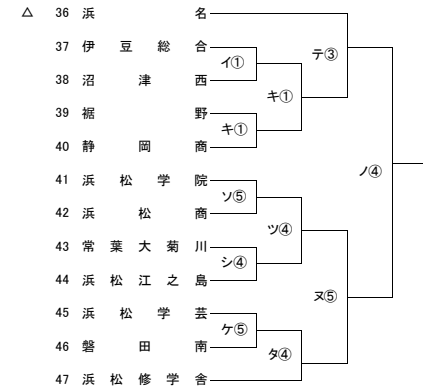 △ 36 浜名
37 伊豆総合
テ③
イ①
38 沼津西
キ①
39 裾野
キ①
40 静岡商
ノ④
41 浜松学院
ソ⑤
42 浜松商
ツ④
43 常葉大菊川
シ④
44 浜松江之島
ヌ⑤
45 浜松学芸
ケ⑤
46 磐田南
タ④
47 浜松修学舎